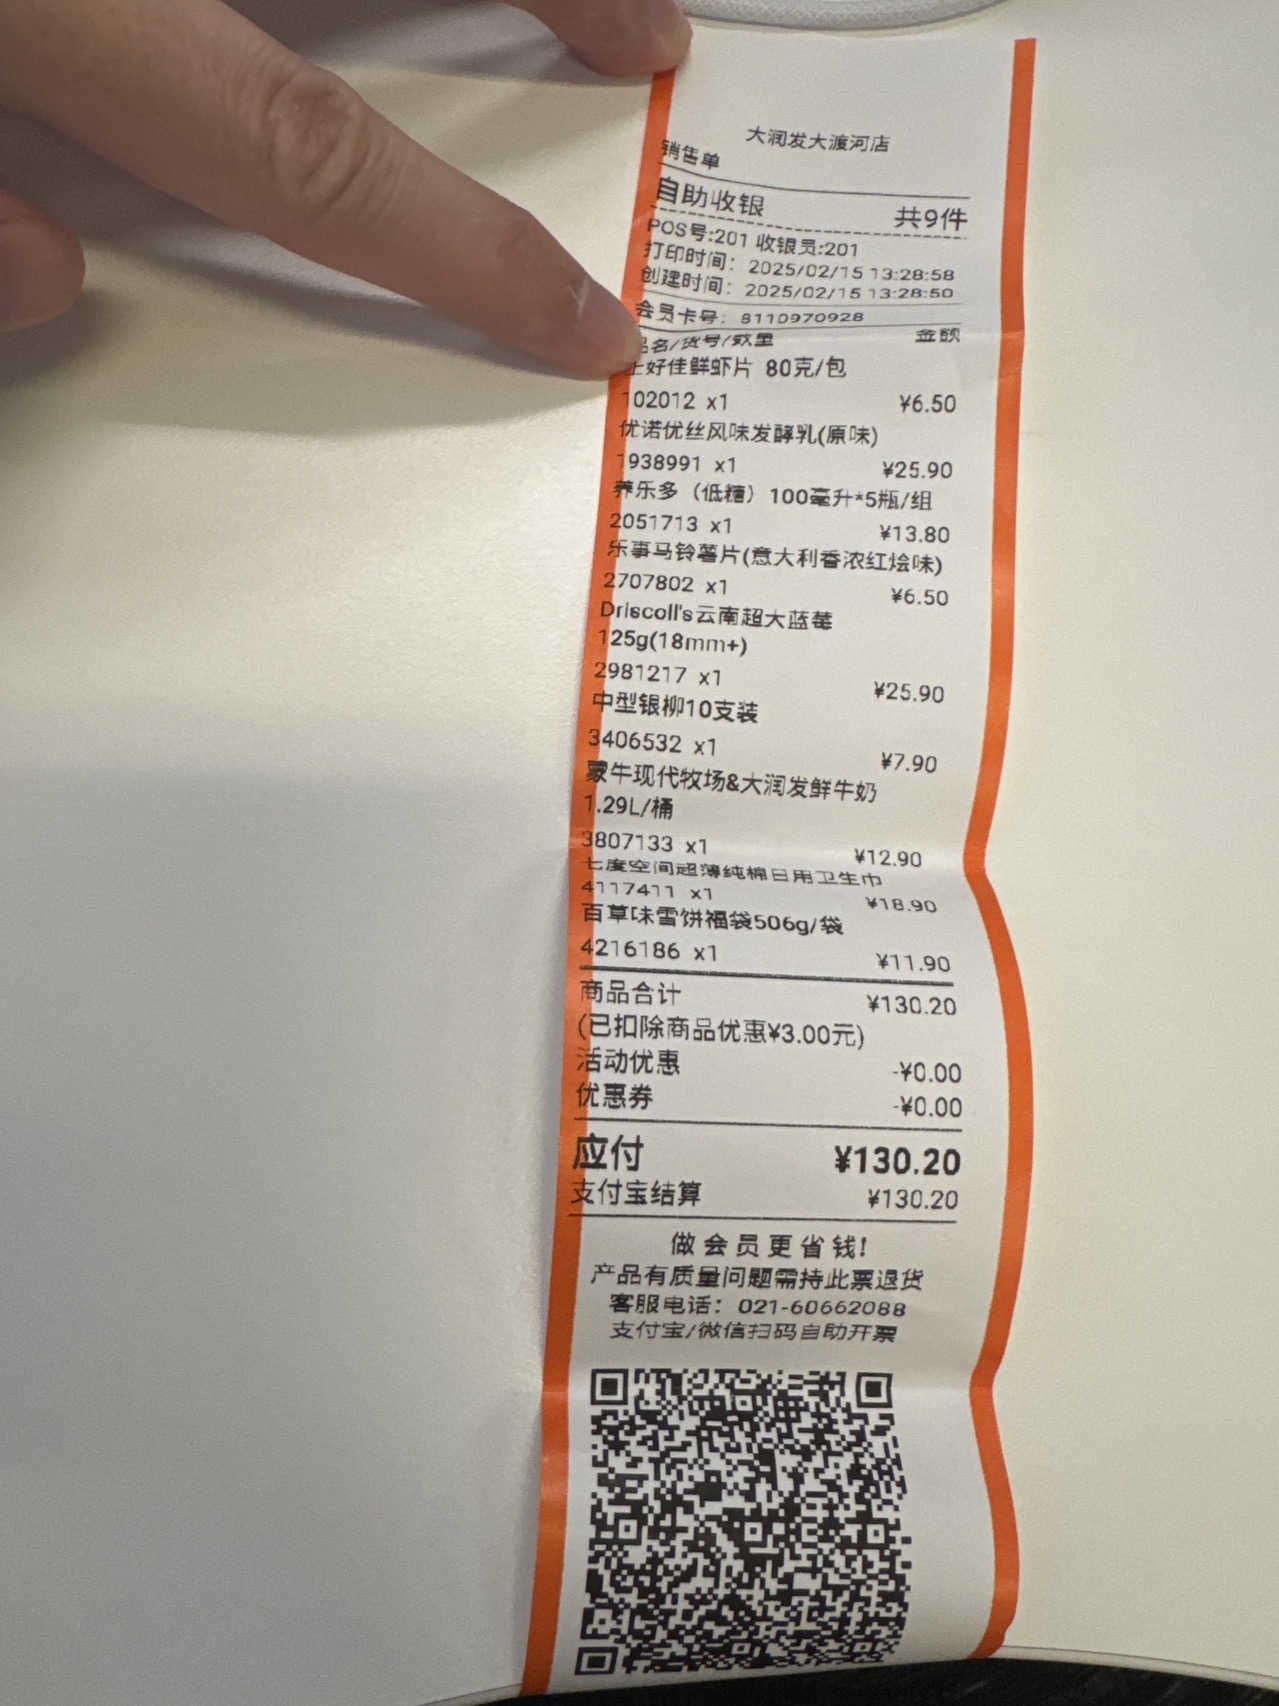 大润发大渡河店
销售单
自助收银 共9件
POS号:201 收银员:201
打印时间： 2025/02/15 13:28:58
创建时间： 2025/02/15 13:28:50
会员卡号： 8110970928
品名/货号/数量 金额
上好佳鲜虾片 80克/包
102012 x1 ¥6.50
优诺优丝风味发酵乳(原味)
1938991 x1 ¥25.90
养乐多（低糖）100毫升*5瓶/组
2051713 x1 ¥13.80
乐事马铃薯片(意大利香浓红烩味)
2707802 x1 ¥6.50
Driscoll's云南超大蓝莓
125g(18mm+)
2981217 x1 ¥25.90
中型银柳10支装
3406532 x1 ¥7.90
蒙牛现代牧场&大润发鲜牛奶
1.29L/桶
3807133 x1 ¥12.90
七度空间超薄纯棉日用卫生巾
4117411 x1 ¥18.90
百草味雪饼福袋506g/袋
4216186 x1 ¥11.90
商品合计 ¥130.20
(已扣除商品优惠¥3.00元)
活动优惠 -¥0.00
优惠券 -¥0.00
应付 ¥130.20
支付宝结算 ¥130.20
做会员更省钱!
产品有质量问题需持此票退货
客服电话：021-60662088
支付宝/微信扫码自助开票